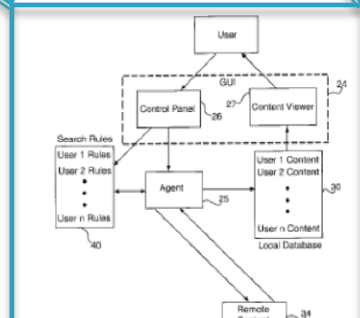 User
GUI
24
Control Panel
26
27
Content Viewer
Search Rules
User 1 Rules
User 2 Rules
User n Rules
40
Agent
25
User 1 Content
User 2 Content
User n Content
30
Local Database
Remote
34